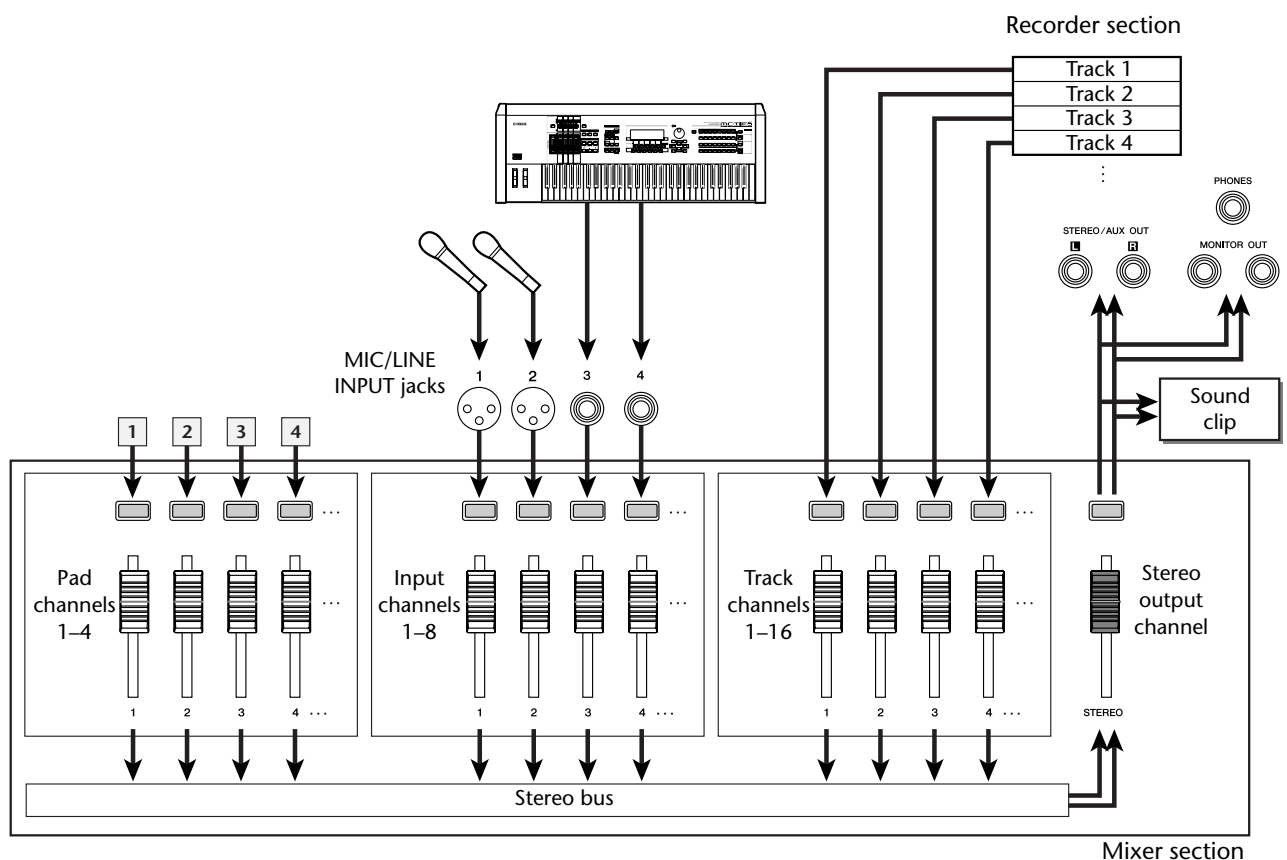 Recorder section
Track 1
Track 2
Track 3
Track 4
⋮
PHONES
STEREO/AUX OUT
L R
MONITOR OUT
MIC/LINE
INPUT jacks
1 2 3 4
Sound
clip
1 2 3 4
...
...
...
Pad
channels
1–4
...
Input
channels
1–8
...
Track
channels
1–16
...
Stereo
output
channel
1 2 3 4 ...
1 2 3 4 ...
1 2 3 4 ...
STEREO
Stereo bus
Mixer section